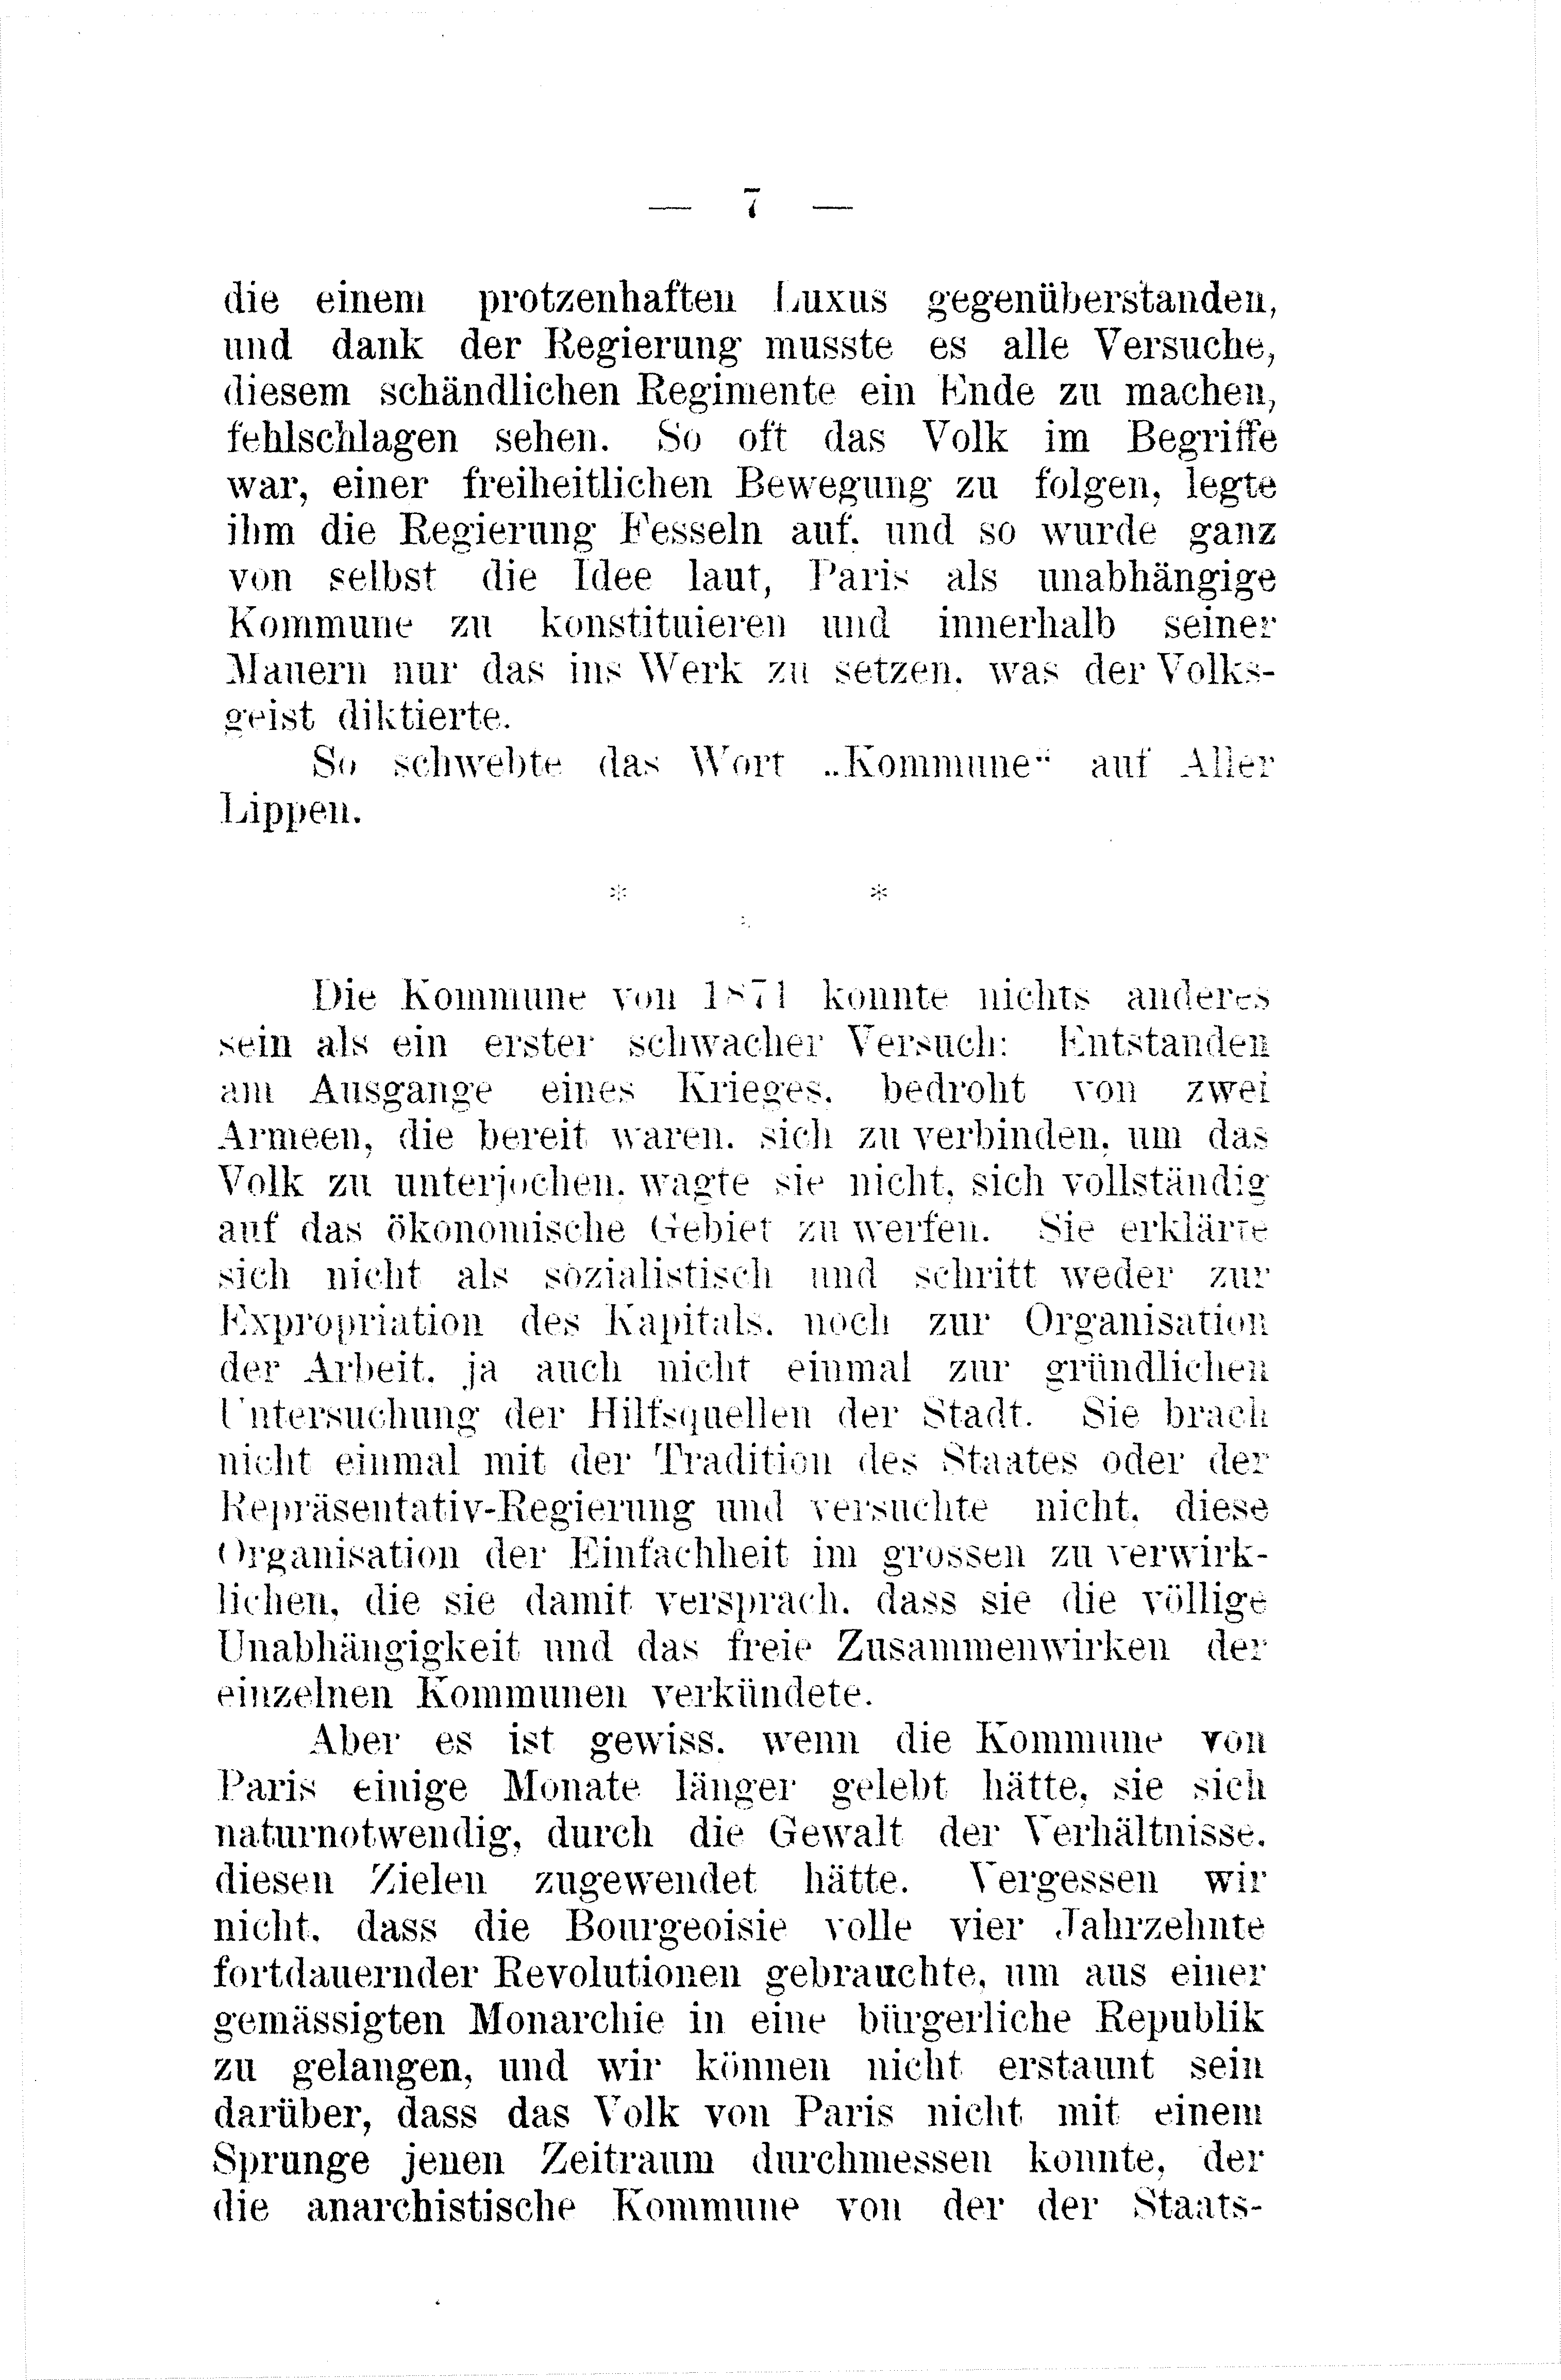 — 7 —
die einem protzenhaften Luxus gegenüberstanden,
und dank der Regierung musste es alle Versuche,
diesem schändlichen Regimente ein Ende zu machen,
fehlschlagen sehen. So oft das Volk im Begriffe
war, einer freiheitlichen Bewegung zu folgen, legte
ihm die Regierung Fesseln auf, und so wurde ganz
von selbst die Idee laut, Paris als unabhängige
Kommune zu konstituieren und innerhalb seiner
Mauern nur das ins Werk zu setzen, was der Volks-
geist diktierte.
So schwebte das Wort „Kommune“ auf Aller
Lippen.
* *
*
Die Kommune von 1871 konnte nichts anderes
sein als ein erster schwacher Versuch: Entstanden
am Ausgange eines Krieges, bedroht von zwei
Armeen, die bereit waren, sich zu verbinden, um das
Volk zu unterjochen, wagte sie nicht, sich vollständig
auf das ökonomische Gebiet zu werfen. Sie erklärte
sich nicht als sozialistisch und schritt weder zur
Expropriation des Kapitals, noch zur Organisation
der Arbeit, ja auch nicht einmal zur gründlichen
Untersuchung der Hilfsquellen der Stadt. Sie brach
nicht einmal mit der Tradition des Staates oder der
Repräsentativ-Regierung und versuchte nicht, diese
Organisation der Einfachheit im grossen zu verwirk-
lichen, die sie damit versprach, dass sie die völlige
Unabhängigkeit und das freie Zusammenwirken der
einzelnen Kommunen verkündete.
Aber es ist gewiss, wenn die Kommune von
Paris einige Monate länger gelebt hätte, sie sich
naturnotwendig, durch die Gewalt der Verhältnisse,
diesen Zielen zugewendet hätte. Vergessen wir
nicht, dass die Bourgeoisie volle vier Jahrzehnte
fortdauernder Revolutionen gebrauchte, um aus einer
gemässigten Monarchie in eine bürgerliche Republik
zu gelangen, und wir können nicht erstaunt sein
darüber, dass das Volk von Paris nicht mit einem
Sprunge jenen Zeitraum durchmessen konnte, der
die anarchistische Kommune von der der Staats-